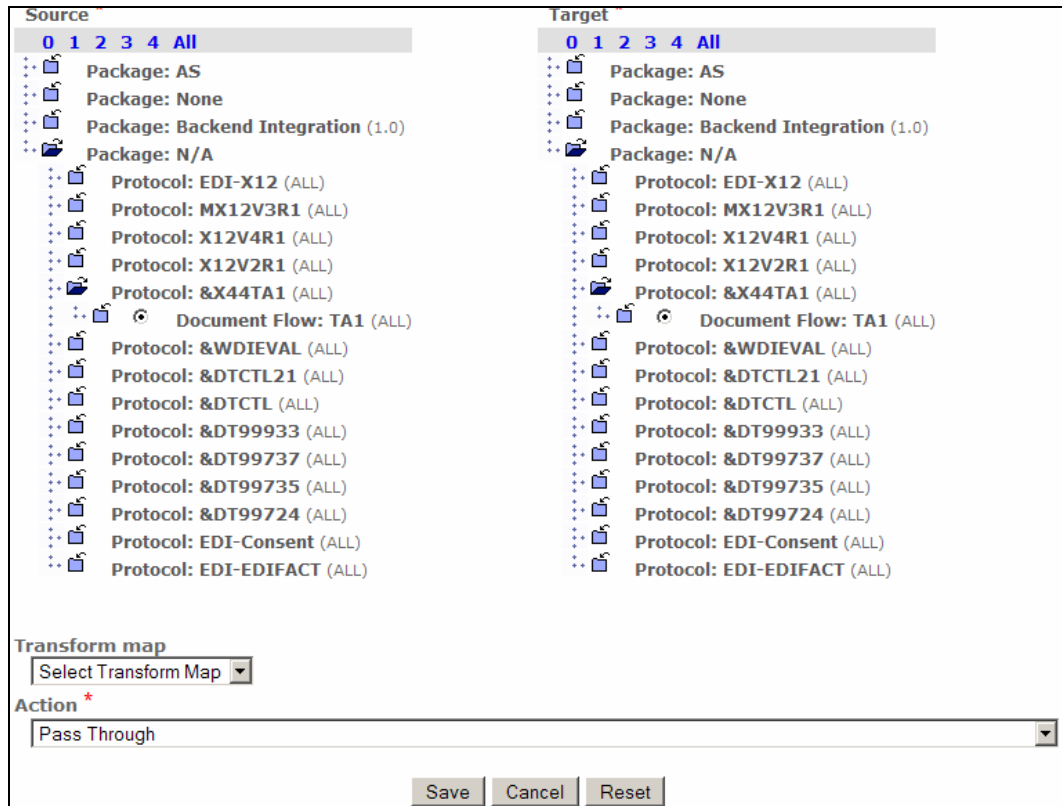 Source *
0 1 2 3 4 All
Package: AS
Package: None
Package: Backend Integration (1.0)
Package: N/A
Protocol: EDI-X12 (ALL)
Protocol: MX12V3R1 (ALL)
Protocol: X12V4R1 (ALL)
Protocol: X12V2R1 (ALL)
Protocol: &X44TA1 (ALL)
Document Flow: TA1 (ALL)
Protocol: &WDIEVAL (ALL)
Protocol: &DTCTL21 (ALL)
Protocol: &DTCTL (ALL)
Protocol: &DT99933 (ALL)
Protocol: &DT99737 (ALL)
Protocol: &DT99735 (ALL)
Protocol: &DT99724 (ALL)
Protocol: EDI-Consent (ALL)
Protocol: EDI-EDIFACT (ALL)
Target *
0 1 2 3 4 All
Package: AS
Package: None
Package: Backend Integration (1.0)
Package: N/A
Protocol: EDI-X12 (ALL)
Protocol: MX12V3R1 (ALL)
Protocol: X12V4R1 (ALL)
Protocol: X12V2R1 (ALL)
Protocol: &X44TA1 (ALL)
Document Flow: TA1 (ALL)
Protocol: &WDIEVAL (ALL)
Protocol: &DTCTL21 (ALL)
Protocol: &DTCTL (ALL)
Protocol: &DT99933 (ALL)
Protocol: &DT99737 (ALL)
Protocol: &DT99735 (ALL)
Protocol: &DT99724 (ALL)
Protocol: EDI-Consent (ALL)
Protocol: EDI-EDIFACT (ALL)
Transform map
Select Transform Map
Action *
Pass Through
Save Cancel Reset